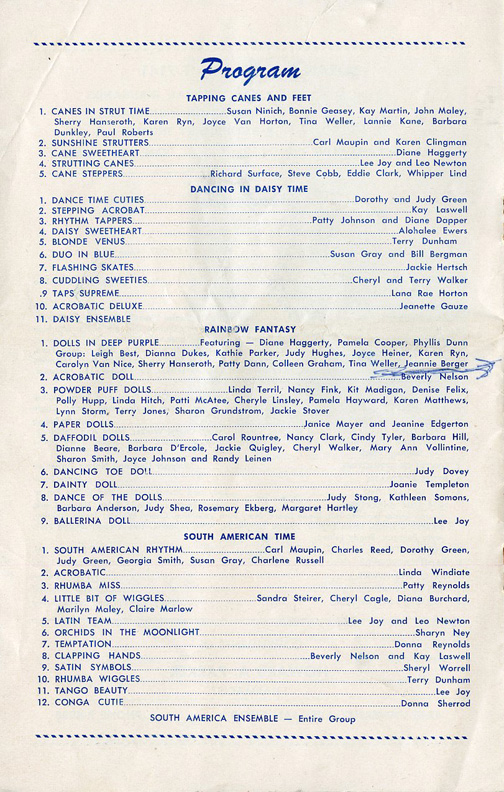 Program
TAPPING CANES AND FEET
1. CANES IN STRUT TIME....................Susan Ninich, Bonnie Geasey, Kay Martin, John Maley,
Sherry Hanseroth, Karen Ryn, Joyce Van Horton, Tina Weller, Lannie Kane, Barbara
Dunkley, Paul Roberts
2. SUNSHINE STRUTTERS....................Carl Maupin and Karen Clingman
3. CANE SWEETHEART....................Diane Haggerty
4. STRUTTING CANES....................Lee Joy and Leo Newton
5. CANE STEPPERS....................Richard Surface, Steve Cobb, Eddie Clark, Whipper Lind
DANCING IN DAISY TIME
1. DANCE TIME CUTIES....................Dorothy and Judy Green
2. STEPPING ACROBAT....................Kay Laswell
3. RHYTHM TAPPERS....................Patty Johnson and Diane Dapper
4. DAISY SWEETHEART....................Alohalee Ewers
5. BLONDE VENUS....................Terry Dunham
6. DUO IN BLUE....................Susan Gray and Bill Bergman
7. FLASHING SKATES....................Jackie Hertsch
8. CUDDLING SWEETIES....................Cheryl and Terry Walker
.9 TAPS SUPREME....................Lana Rae Horton
10. ACROBATIC DELUXE....................Jeanette Gauze
11. DAISY ENSEMBLE
RAINBOW FANTASY
1. DOLLS IN DEEP PURPLE.............Featuring — Diane Haggerty, Pamela Cooper, Phyllis Dunn
Group: Leigh Best, Dianna Dukes, Kathie Parker, Judy Hughes, Joyce Heiner, Karen Ryn,
Carolyn Van Nice, Sherry Hanseroth, Patty Dann, Colleen Graham, Tina Weller, Jeannie Berger
2. ACROBATIC DOLL....................Beverly Nelson
3. POWDER PUFF DOLLS....................Linda Terril, Nancy Fink, Kit Madigan, Denise Felix,
Polly Hupp, Linda Hitch, Patti McAtee, Cheryle Linsley, Pamela Hayward, Karen Matthews,
Lynn Storm, Terry Jones, Sharon Grundstrom, Jackie Stover
4. PAPER DOLLS....................Janice Mayer and Jeanine Edgerton
5. DAFFODIL DOLLS....................Carol Rountree, Nancy Clark, Cindy Tyler, Barbara Hill,
Dianne Beare, Barbara D'Ercole, Jackie Quigley, Cheryl Walker, Mary Ann Vollintine,
Sharon Smith, Joyce Johnson and Randy Leinen
6. DANCING TOE DOLL....................Judy Davey
7. DAINTY DOLL....................Joanie Templeton
8. DANCE OF THE DOLLS....................Judy Stong, Kathleen Somons,
Barbara Anderson, Judy Shea, Rosemary Ekberg, Margaret Hartley
9. BALLERINA DOLL....................Lee Joy
SOUTH AMERICAN TIME
1. SOUTH AMERICAN RHYTHM....................Carl Maupin, Charles Reed, Dorothy Green,
Judy Green, Georgia Smith, Susan Gray, Charlene Russell
2. ACROBATIC....................Linda Windiate
3. RHUMBA MISS....................Patty Reynolds
4. LITTLE BIT OF WIGGLES....................Sandra Steirer, Cheryl Cagle, Diana Burchard,
Marilyn Maley, Claire Marlow
5. LATIN TEAM....................Lee Joy and Leo Newton
6. ORCHIDS IN THE MOONLIGHT....................Sharyn Ney
7. TEMPTATION....................Donna Reynolds
8. CLAPPING HANDS....................Beverly Nelson and Kay Laswell
9. SATIN SYMBOLS....................Sheryl Worrell
10. RHUMBA WIGGLES....................Terry Dunham
11. TANGO BEAUTY....................Lee Joy
12. CONGA CUTIE....................Donna Sherrod
SOUTH AMERICA ENSEMBLE — Entire Group